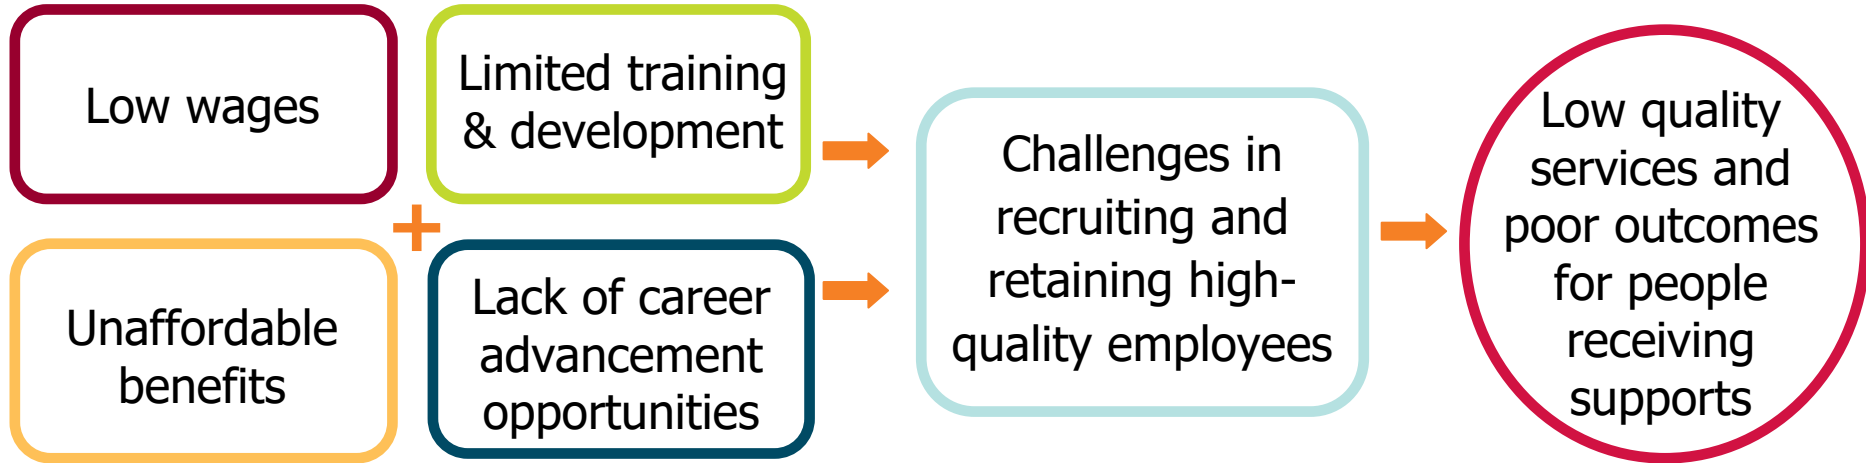 Low wages
Limited training
& development
+
Unaffordable
benefits
Lack of career
advancement
opportunities
Challenges in
recruiting and
retaining high-
quality employees
Low quality
services and
poor outcomes
for people
receiving
supports